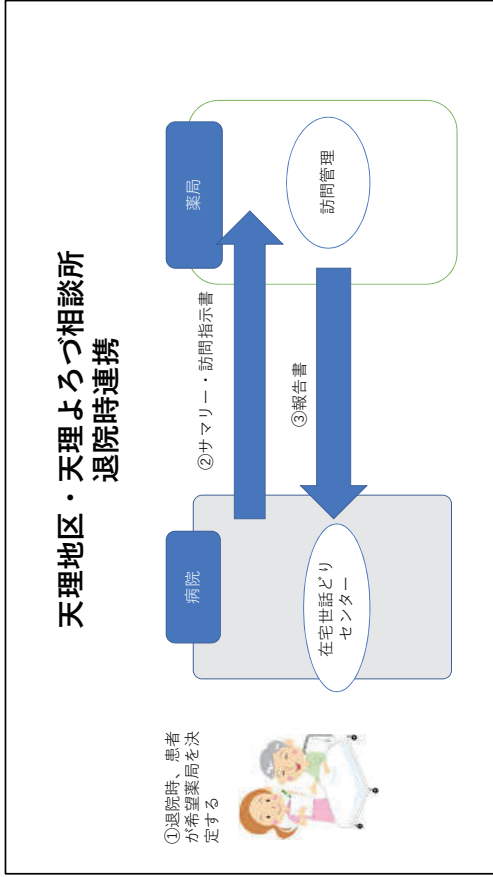 天理地区・天理よろづ相談所
退院時連携
①退院時、患者
が希望薬局を決
定する
病院
在宅世話どり
センター
②サマリー・訪問指示書
③報告書
薬局
訪問管理